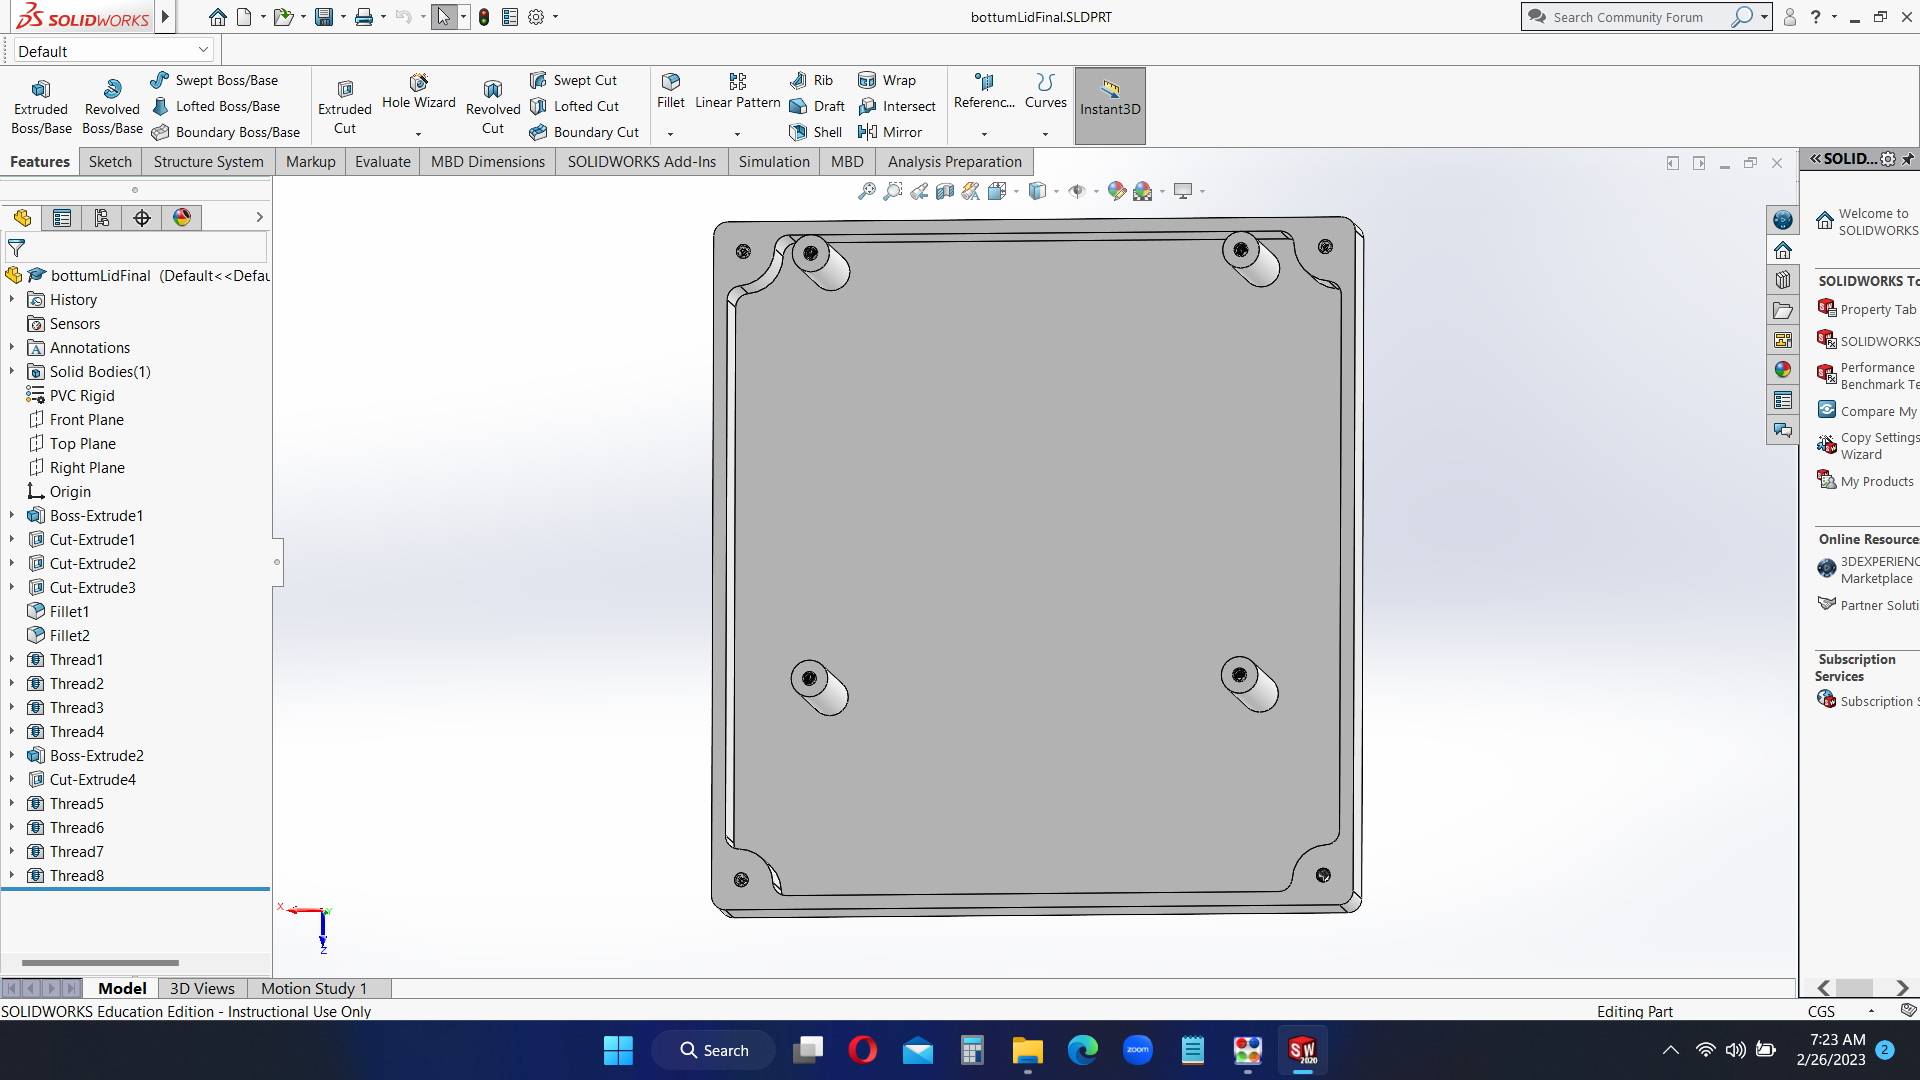 SOLIDWORKS
bottumLidFinal.SLDPRT
Search Community Forum
?
Default
Extruded Boss/Base
Revolved Boss/Base
Swept Boss/Base
Lofted Boss/Base
Boundary Boss/Base
Extruded Cut
Hole Wizard
Revolved Cut
Swept Cut
Lofted Cut
Boundary Cut
Fillet
Linear Pattern
Rib
Draft
Shell
Wrap
Intersect
Mirror
Referenc...
Curves
Instant3D
Features
Sketch
Structure System
Markup
Evaluate
MBD Dimensions
SOLIDWORKS Add-Ins
Simulation
MBD
Analysis Preparation
bottumLidFinal (Default<<Defau
History
Sensors
Annotations
Solid Bodies(1)
PVC Rigid
Front Plane
Top Plane
Right Plane
Origin
Boss-Extrude1
Cut-Extrude1
Cut-Extrude2
Cut-Extrude3
Fillet1
Fillet2
Thread1
Thread2
Thread3
Thread4
Boss-Extrude2
Cut-Extrude4
Thread5
Thread6
Thread7
Thread8
X
Y
Z
SOLID...
Welcome to
SOLIDWORKS
SOLIDWORKS To
Property Tab
SOLIDWORKS
Performance
Benchmark Te
Compare My
Copy Settings
Wizard
My Products
Online Resource
3DEXPERIENC
Marketplace
Partner Soluti
Subscription
Services
Subscription S
Model
3D Views
Motion Study 1
SOLIDWORKS Education Edition - Instructional Use Only
Editing Part
CGS
Search
zoom
SW
2020
7:23 AM
2/26/2023
2